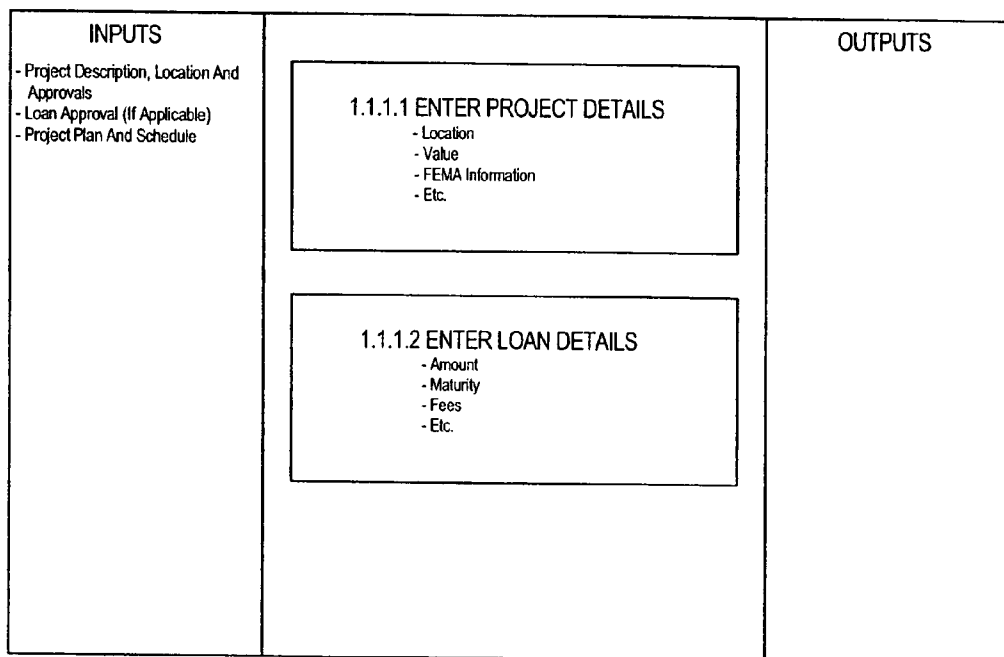 INPUTS
- Project Description, Location And
Approvals
- Loan Approval (If Applicable)
- Project Plan And Schedule
1.1.1.1 ENTER PROJECT DETAILS
- Location
- Value
- FEMA Information
- Etc.
1.1.1.2 ENTER LOAN DETAILS
- Amount
- Maturity
- Fees
- Etc.
OUTPUTS